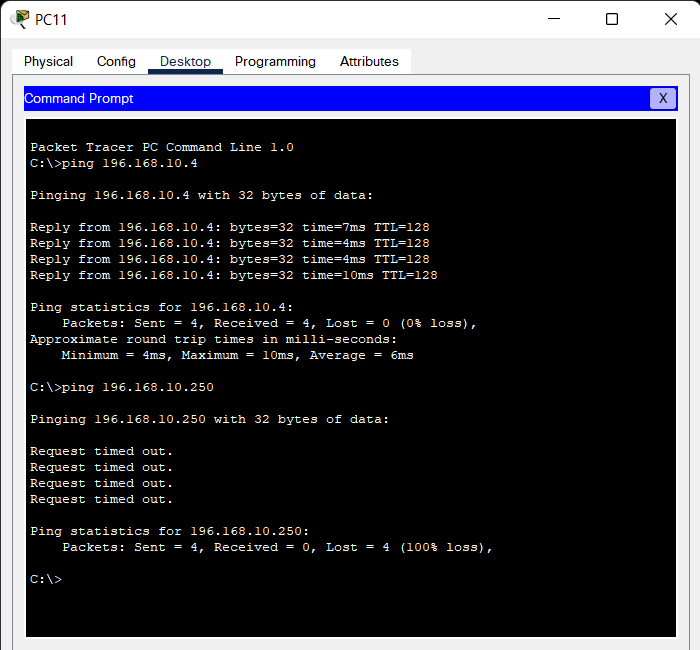 PC11
Physical Config Desktop Programming Attributes
Command Prompt X
Packet Tracer PC Command Line 1.0
C:\>ping 196.168.10.4
Pinging 196.168.10.4 with 32 bytes of data:
Reply from 196.168.10.4: bytes=32 time=7ms TTL=128
Reply from 196.168.10.4: bytes=32 time=4ms TTL=128
Reply from 196.168.10.4: bytes=32 time=4ms TTL=128
Reply from 196.168.10.4: bytes=32 time=10ms TTL=128
Ping statistics for 196.168.10.4:
    Packets: Sent = 4, Received = 4, Lost = 0 (0% loss),
Approximate round trip times in milli-seconds:
    Minimum = 4ms, Maximum = 10ms, Average = 6ms
C:\>ping 196.168.10.250
Pinging 196.168.10.250 with 32 bytes of data:
Request timed out.
Request timed out.
Request timed out.
Request timed out.
Ping statistics for 196.168.10.250:
    Packets: Sent = 4, Received = 0, Lost = 4 (100% loss),
C:\>